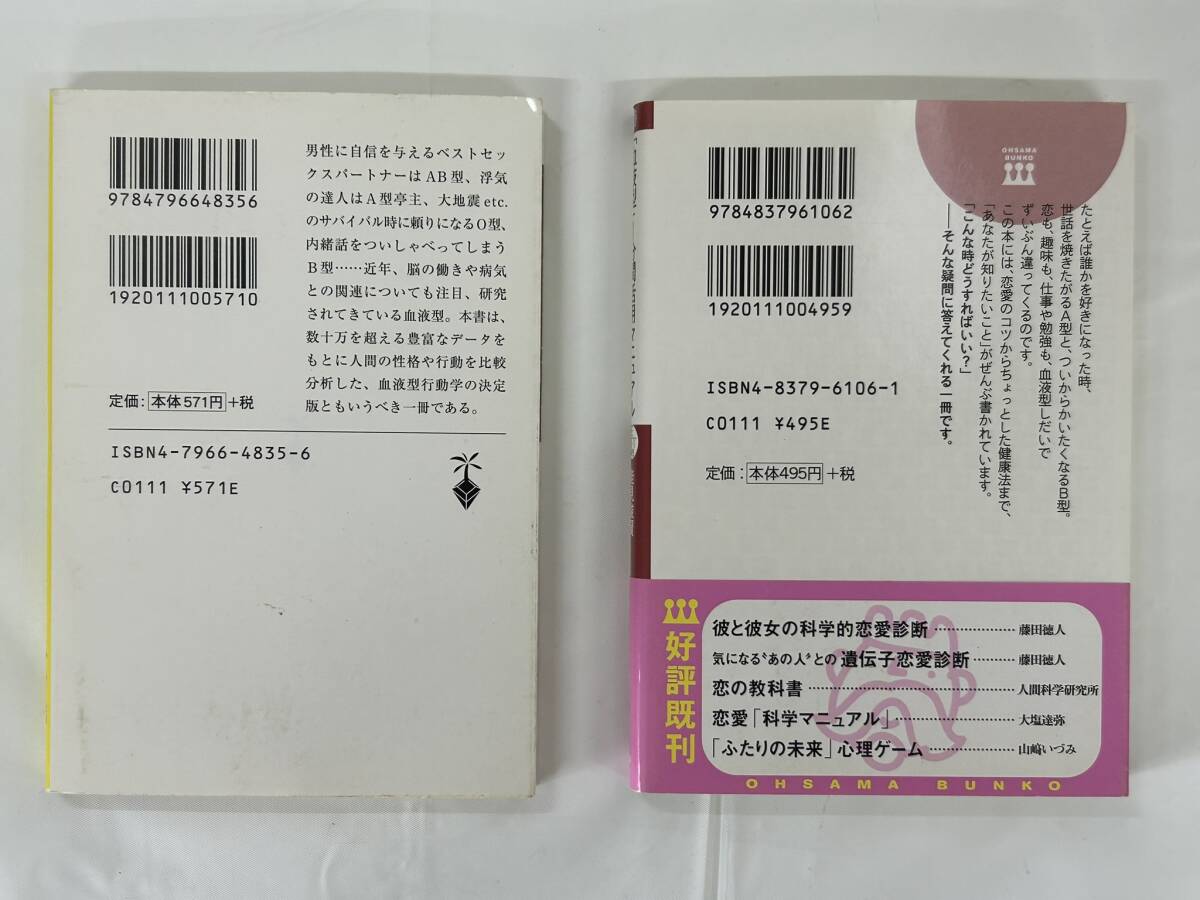 9784796648356
1920111005710
定価：本体571円＋税
男性に自信を与えるベストセッ
クスパートナーはAB型、浮気
の達人はA型亭主、大地震etc.
のサバイバル時に頼りになるO型、
内緒話をついしゃべってしまう
B型……近年、脳の働きや病気
との関連についても注目、研究
されてきている血液型。本書は、
数十万を超える豊富なデータを
もとに人間の性格や行動を比較
分析した、血液型行動学の決定
版ともいうべき一冊である。
ISBN4-7966-4835-6
C0111 ¥571E
9784837961062
1920111004959
ISBN4-8379-6106-1
C0111 ¥495E
定価：本体495円＋税
OHSAMA
BUNKO
たとえば誰かを好きになった時、
世話を焼きたがるA型と、ついからかいたくなるB型。
恋も、趣味も、仕事や勉強も、血液型しだいで
ずいぶん違ってくるのです。
この本には、恋愛のコツからちょっとした健康法まで、
「あなたが知りたいこと」がぜんぶ書かれています。
「こんな時どうすればいい？」
――そんな疑問に答えてくれる一冊です。
好評既刊
彼と彼女の科学的恋愛診断……………藤田徳人
気になる〝あの人〟との遺伝子恋愛診断………藤田徳人
恋の教科書………………………………人間科学研究所
恋愛「科学マニュアル」…………………大塩達弥
「ふたりの未来」心理ゲーム……………山﨑いづみ
OHSAMA BUNKO